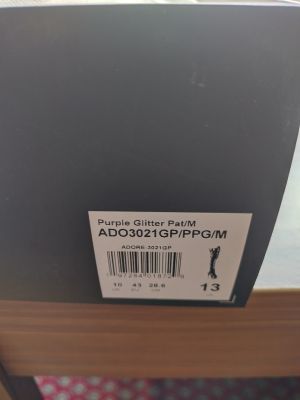 Purple Glitter Pat/M
ADO3021GP/PPG/M
ADORE-3021GP
10 43 28.6
13